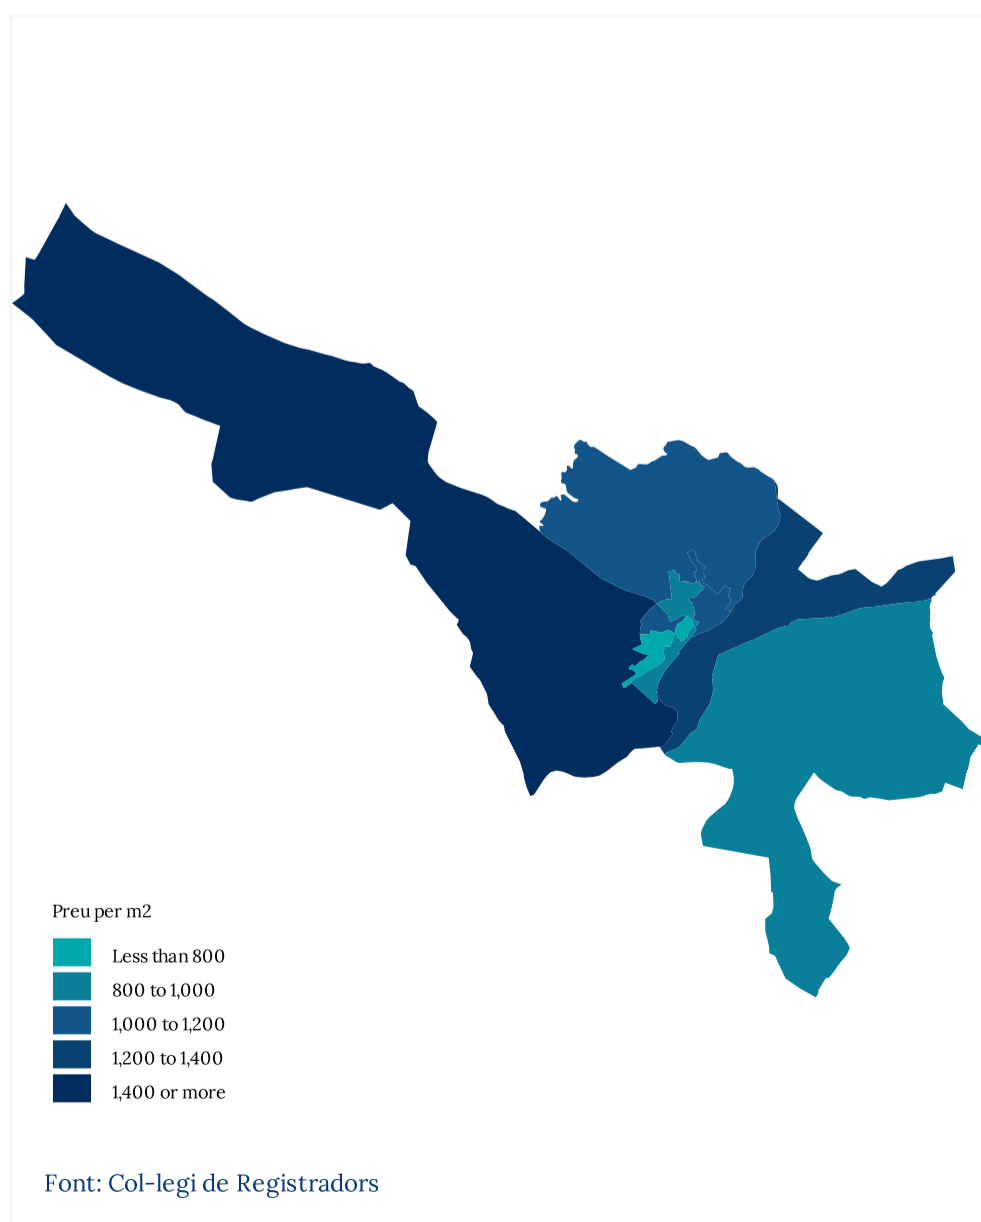 Preu per m2
Less than 800
800 to 1,000
1,000 to 1,200
1,200 to 1,400
1,400 or more
Font: Col-legi de Registradors